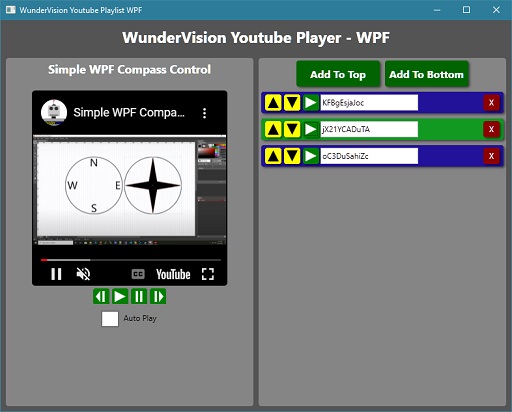 WunderVision Youtube Playlist WPF
WunderVision Youtube Player - WPF
Simple WPF Compass Control
Simple WPF Compa...
N
W E
S
CC
YouTube
Auto Play
Add To Top Add To Bottom
KFBgEsjaJoc X
jX21YCADuTA X
oC3DuSahiZc X